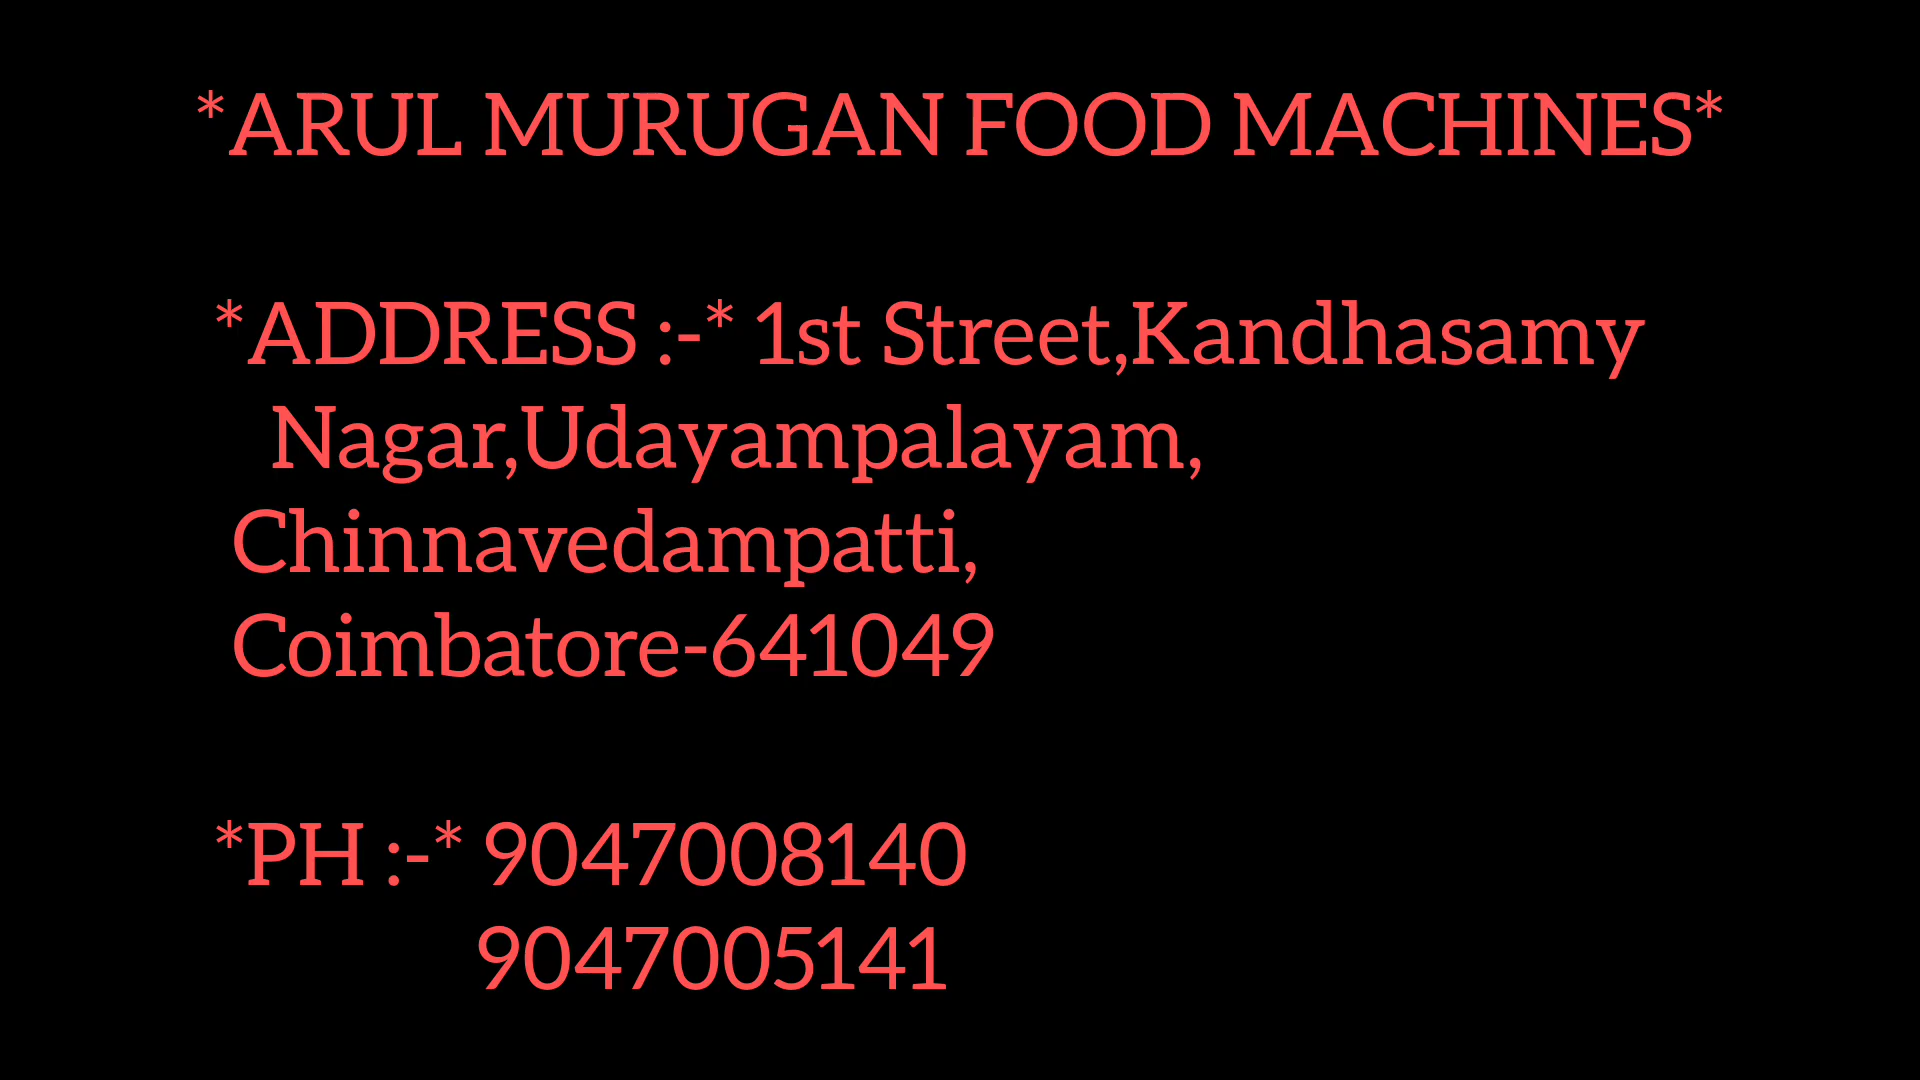 *ARUL MURUGAN FOOD MACHINES*
*ADDRESS :-* 1st Street,Kandhasamy
Nagar,Udayampalayam,
Chinnavedampatti,
Coimbatore-641049
*PH :-* 9047008140
9047005141